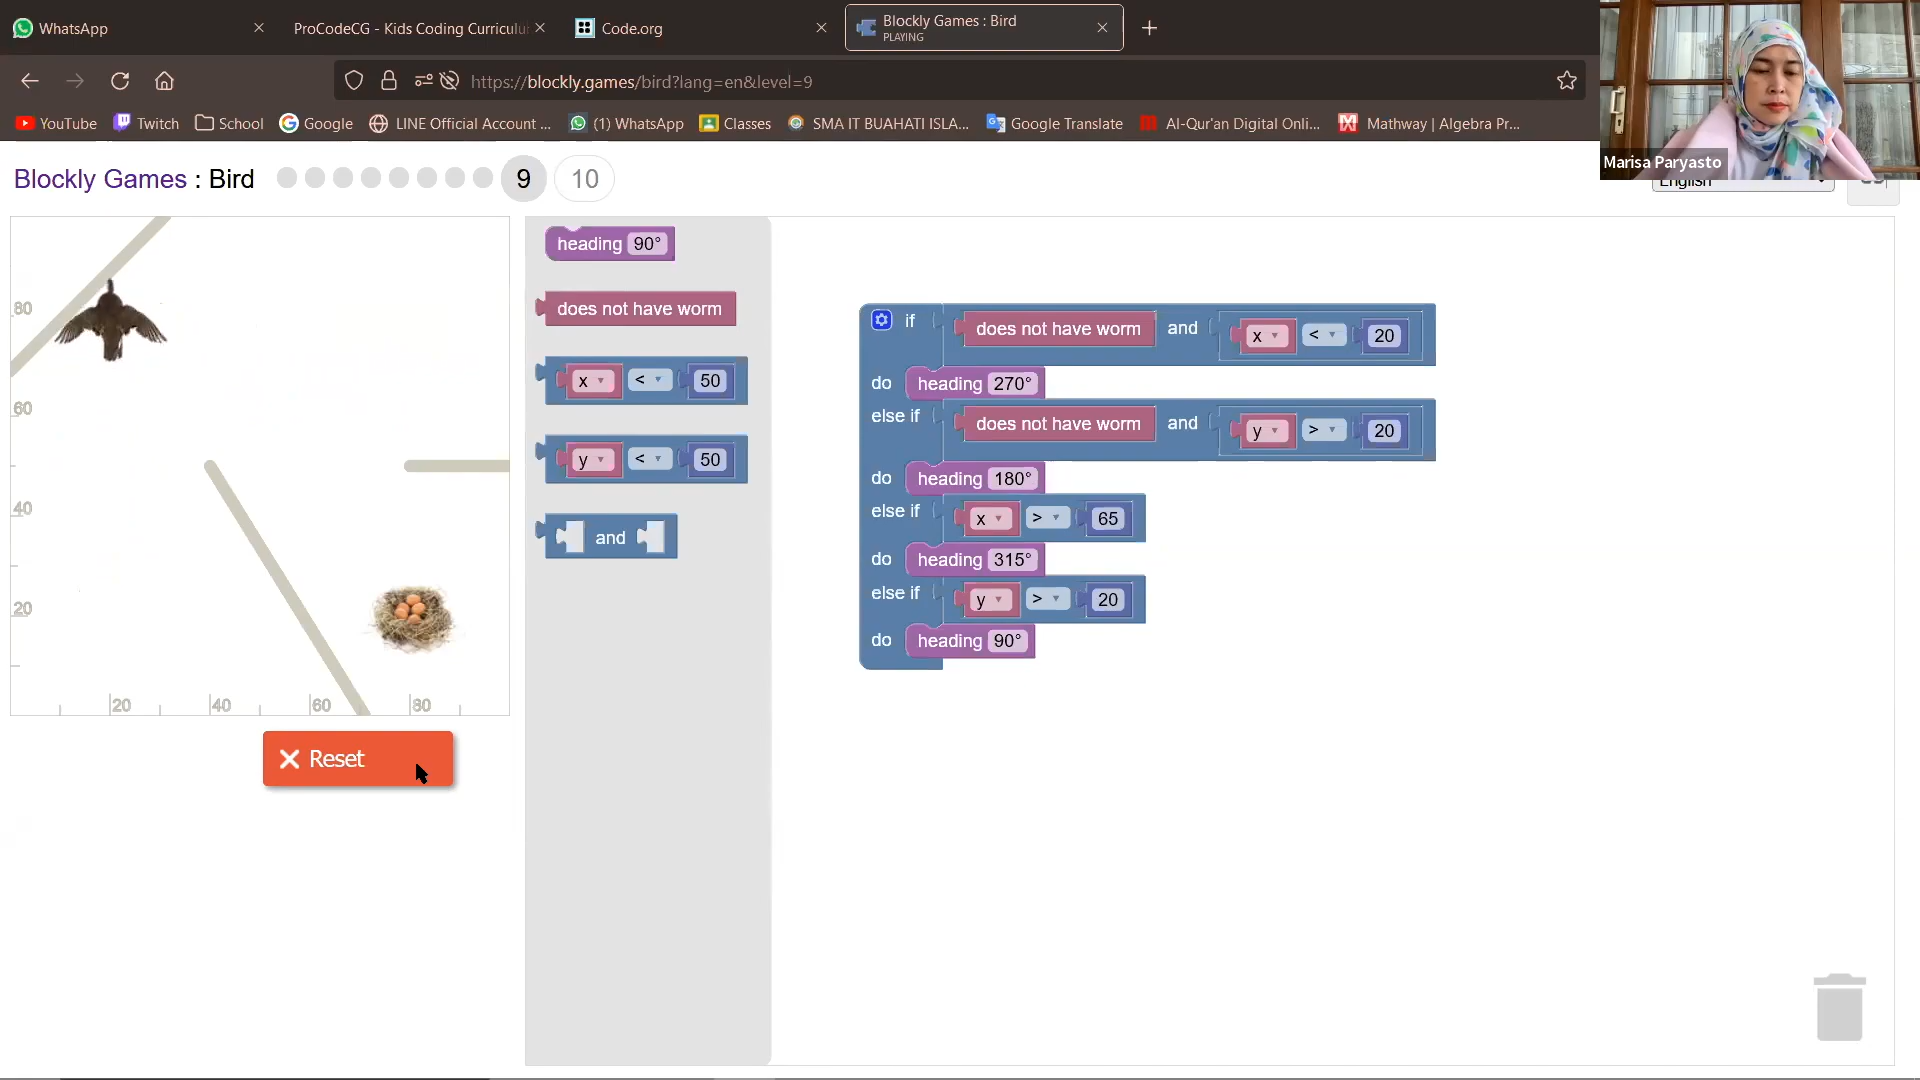 WhatsApp
ProCodeCG - Kids Coding Curriculu
Code.org
Blockly Games : Bird
PLAYING
https://blockly.games/bird?lang=en&level=9
YouTube
Twitch
School
Google
LINE Official Account ...
(1) WhatsApp
Classes
SMA IT BUAHATI ISLA...
Google Translate
Al-Qur'an Digital Onli...
Mathway | Algebra Pr...
Marisa Paryasto
Blockly Games : Bird
9
10
English
80
60
40
20
20
40
60
80
Reset
heading 90°
does not have worm
x < 50
y < 50
and
if does not have worm and x < 20
do heading 270°
else if does not have worm and y > 20
do heading 180°
else if x > 65
do heading 315°
else if y > 20
do heading 90°